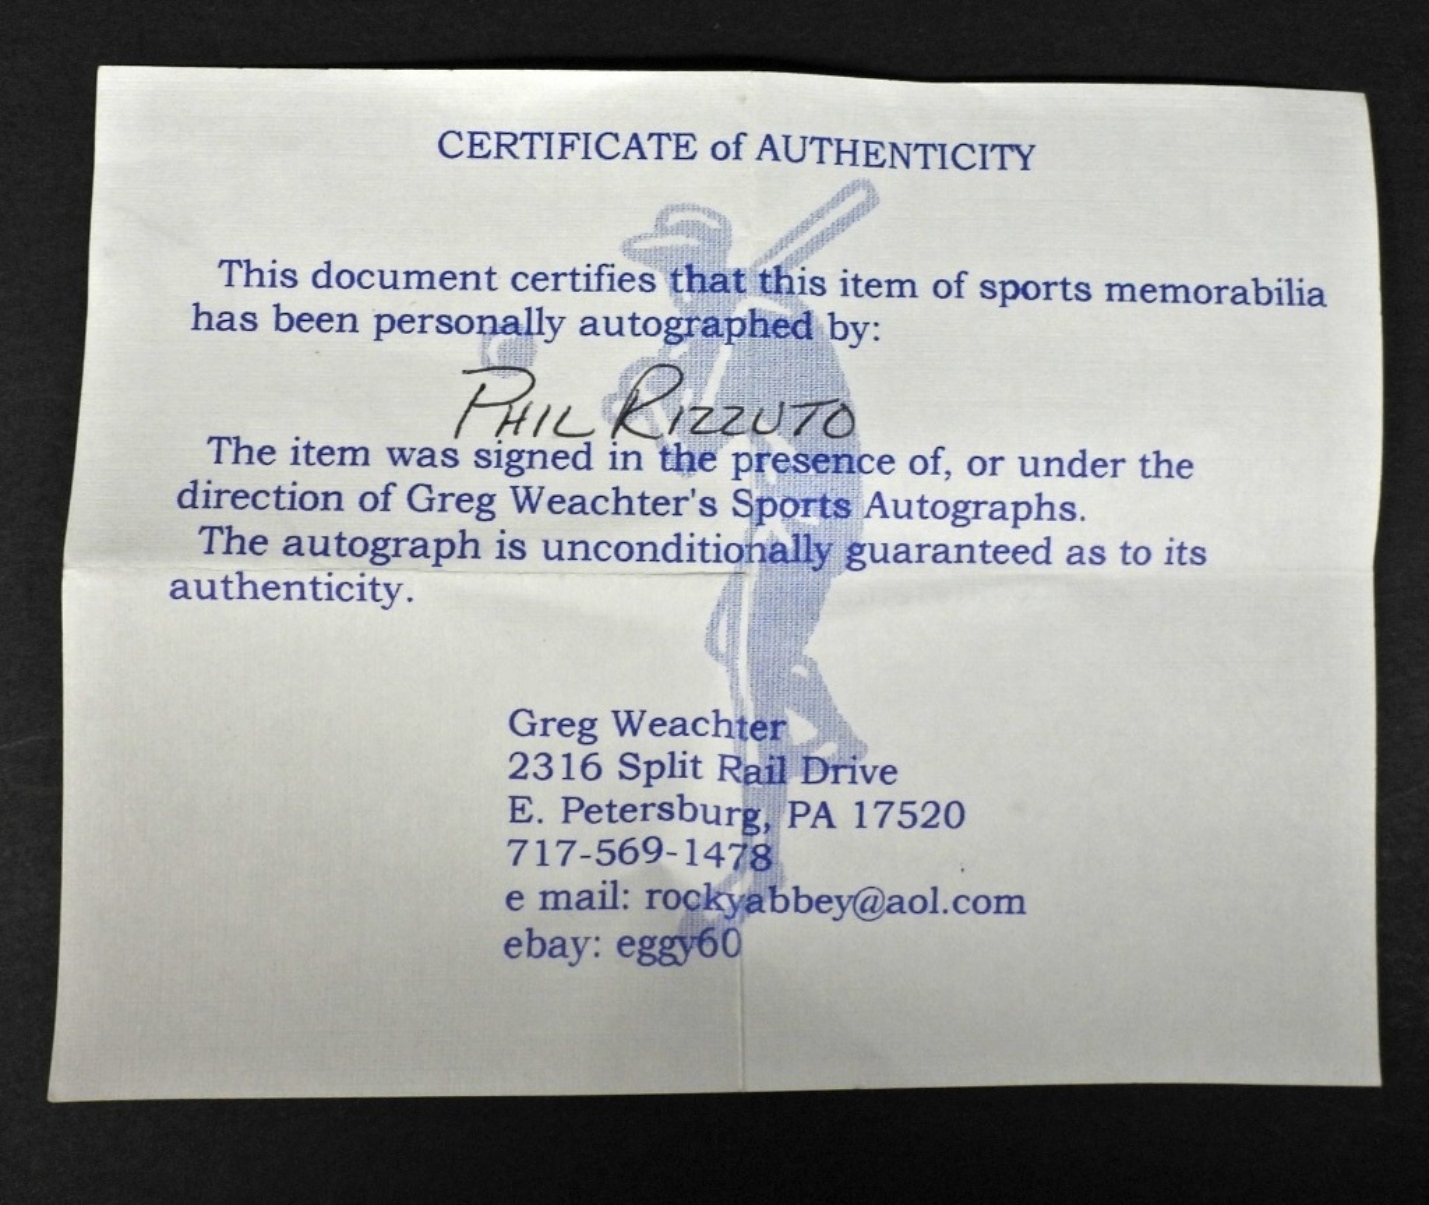 CERTIFICATE of AUTHENTICITY
This document certifies that this item of sports memorabilia
has been personally autographed by:
PHIL RIZZUTO
The item was signed in the presence of, or under the
direction of Greg Weachter's Sports Autographs.
The autograph is unconditionally guaranteed as to its
authenticity.
Greg Weachter
2316 Split Rail Drive
E. Petersburg, PA 17520
717-569-1478
e mail: rockyabbey@aol.com
ebay: eggy60